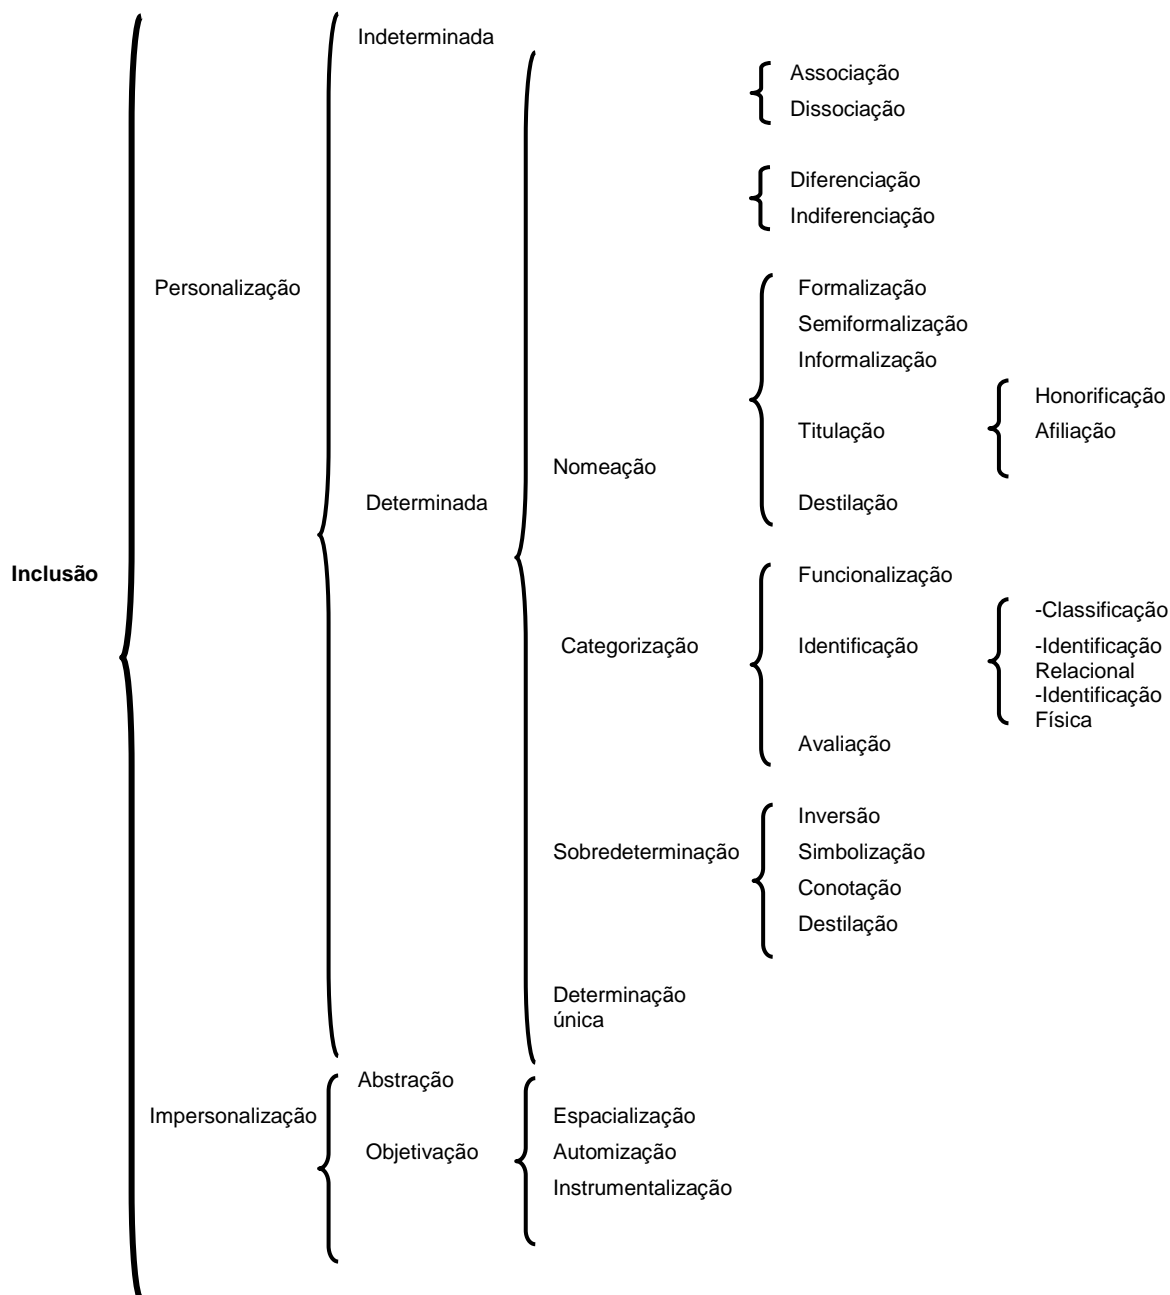 Indeterminada
Associação
Dissociação
Diferenciação
Indiferenciação
Personalização
Formalização
Semiformalização
Informalização
Honorificação
Titulação
Afiliação
Nomeação
Determinada
Destilação
Inclusão
Funcionalização
-Classificação
Categorização
Identificação
-Identificação
Relacional
-Identificação
Física
Avaliação
Inversão
Sobredeterminação
Simbolização
Conotação
Destilação
Determinação
única
Abstração
Impersonalização
Espacialização
Objetivação
Automização
Instrumentalização